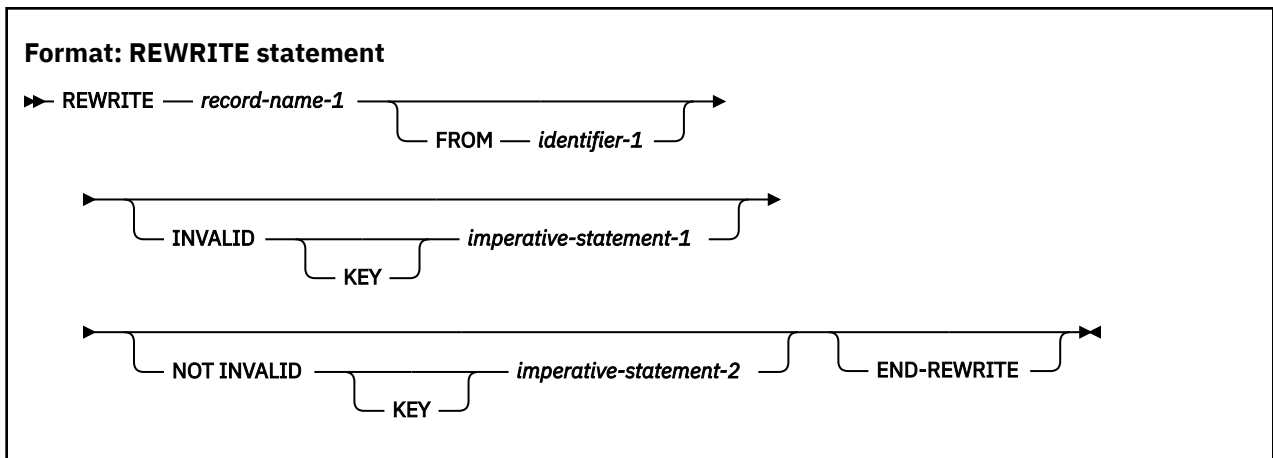 Format: REWRITE statement
REWRITE record-name-1
FROM identifier-1
INVALID imperative-statement-1
KEY
NOT INVALID imperative-statement-2 END-REWRITE
KEY